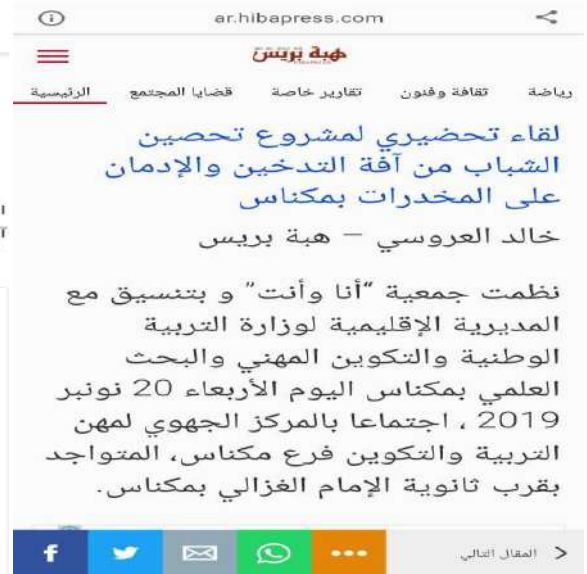 ar.hibapress.com
هبة بريس
الرئيسية قضايا المجتمع تقارير خاصة ثقافة وفنون رياضة
لقاء تحضيري لمشروع تحصين
الشباب من آفة التدخين والإدمان
على المخدرات بمكناس
خالد العروسي – هبة بريس
نظمت جمعية “أنا وأنت” و بتنسيق مع
المديرية الإقليمية لوزارة التربية
الوطنية والتكوين المهني والبحث
العلمي بمكناس اليوم الأربعاء 20 نونبر
2019 ، اجتماعا بالمركز الجهوي لمهن
التربية والتكوين فرع مكناس، المتواجد
بقرب ثانوية الإمام الغزالي بمكناس.
المقال التالي